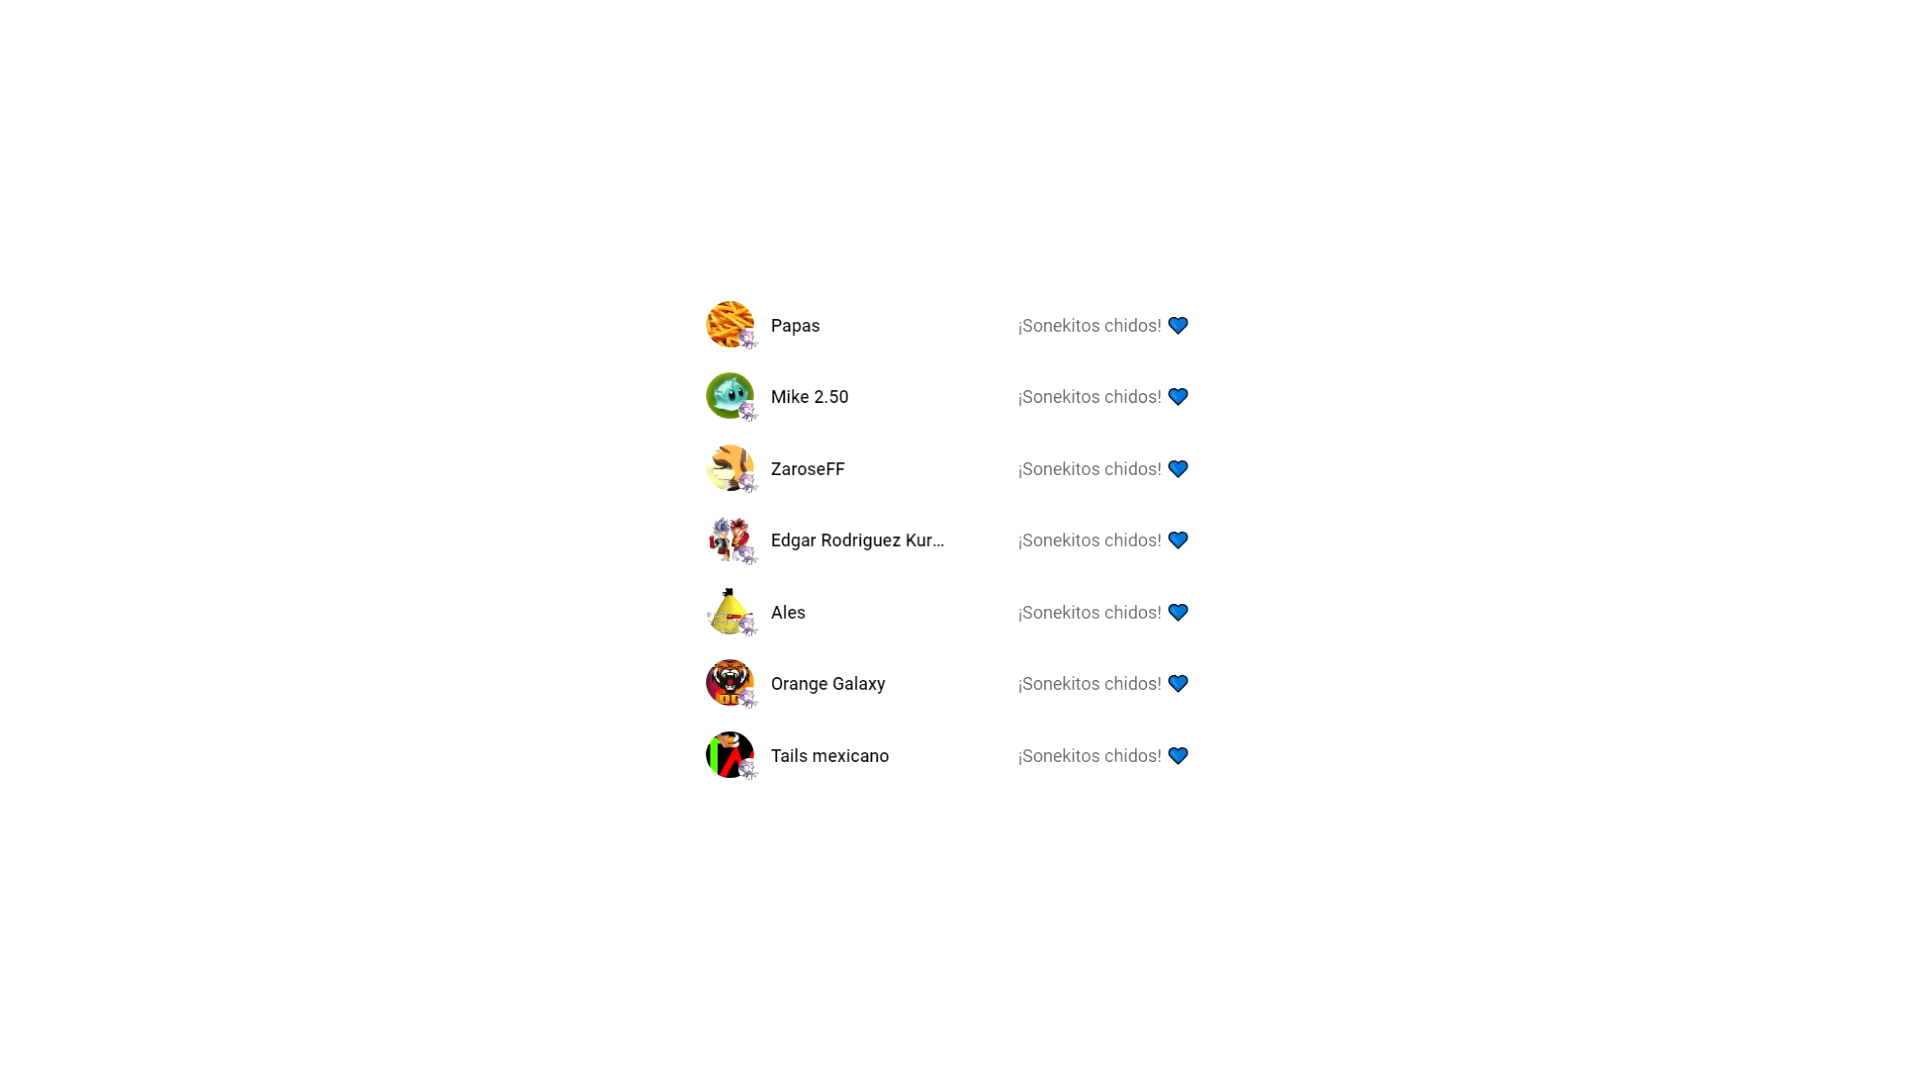 Papas ¡Sonekitos chidos! 💙
Mike 2.50 ¡Sonekitos chidos! 💙
ZaroseFF ¡Sonekitos chidos! 💙
Edgar Rodriguez Kur... ¡Sonekitos chidos! 💙
Ales ¡Sonekitos chidos! 💙
Orange Galaxy ¡Sonekitos chidos! 💙
Tails mexicano ¡Sonekitos chidos! 💙